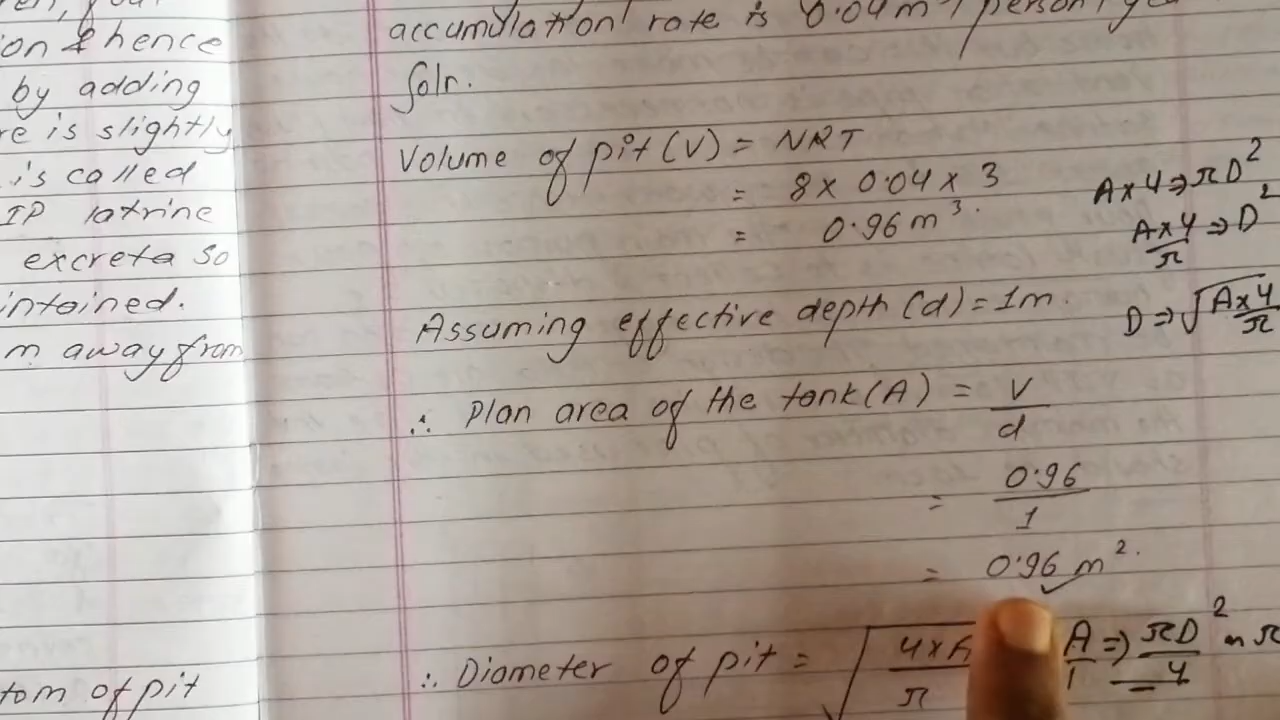 on & hence
by adding
re is slightly
is called
IP latrine
excreta so
intained.
m away from
tom of pit
accumulation rate is 0.04m
Soln.
Volume of pit (V) = NRT
= 8 x 0.04 x 3
= 0.96 m³.
Assuming effective depth (d) = 1m.
∴ Plan area of the tank (A) = V/d
= 0.96/1
= 0.96 m².
∴ Diameter of pit = √(4xA/π
A x 4 ⇒ πD²
A x 4/π ⇒ D²
D ⇒ √(A x 4/π)
A/1 ⇒ πD²/4